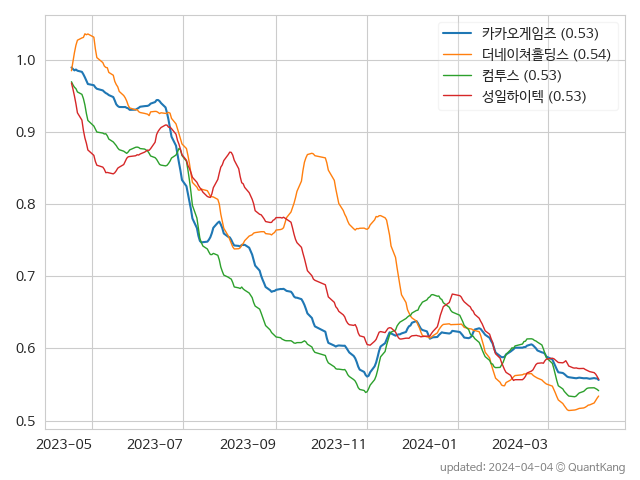 카카오게임즈 (0.53)
더네이쳐홀딩스 (0.54)
컴투스 (0.53)
성일하이텍 (0.53)
1.0
0.9
0.8
0.7
0.6
0.5
2023-05 2023-07 2023-09 2023-11 2024-01 2024-03
updated: 2024-04-04 © QuantKang